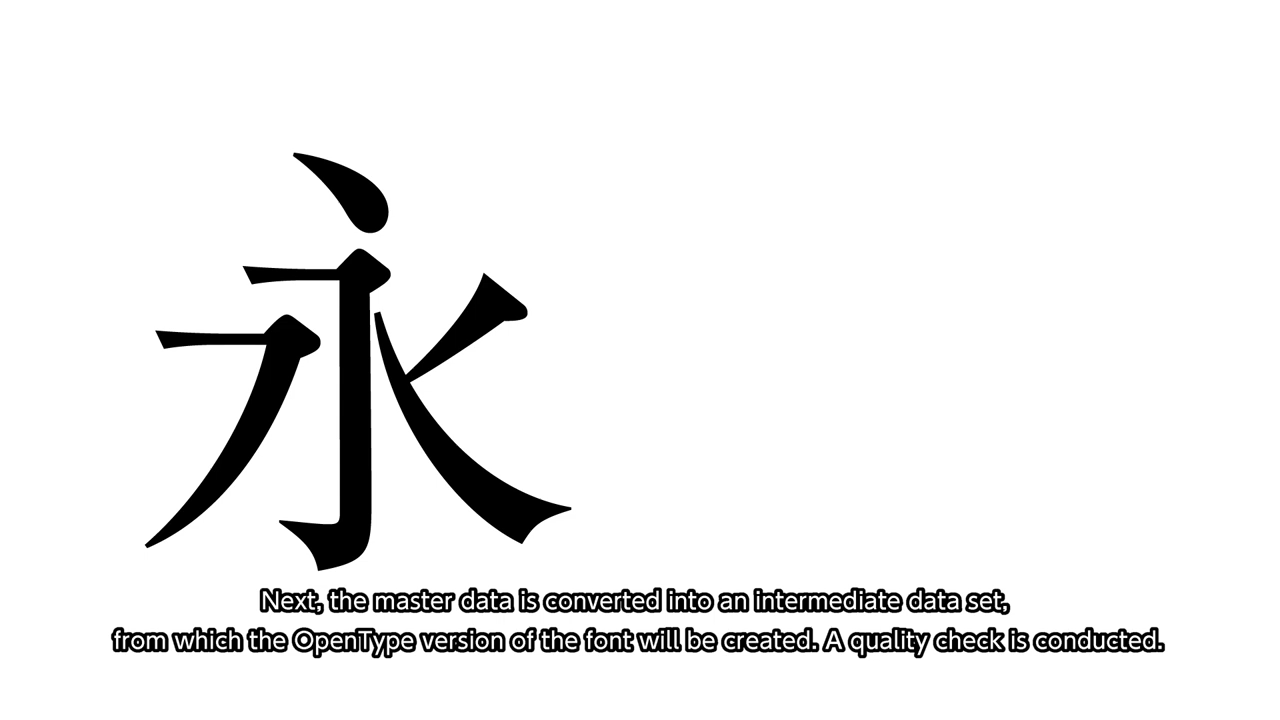 永
Next, the master data is converted into an intermediate data set,
from which the OpenType version of the font will be created. A quality check is conducted.